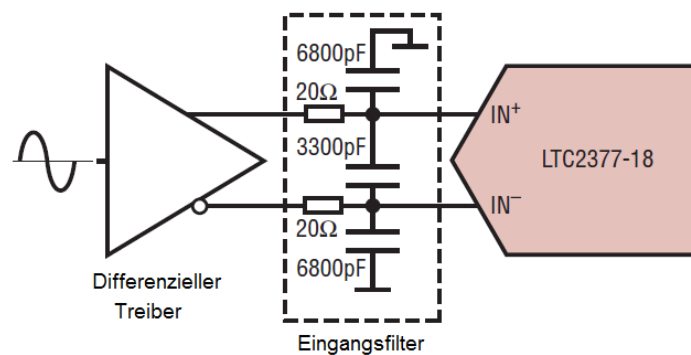 6800pF
20Ω
IN⁺
3300pF
LTC2377-18
IN⁻
20Ω
6800pF
Differenzieller
Treiber
Eingangsfilter